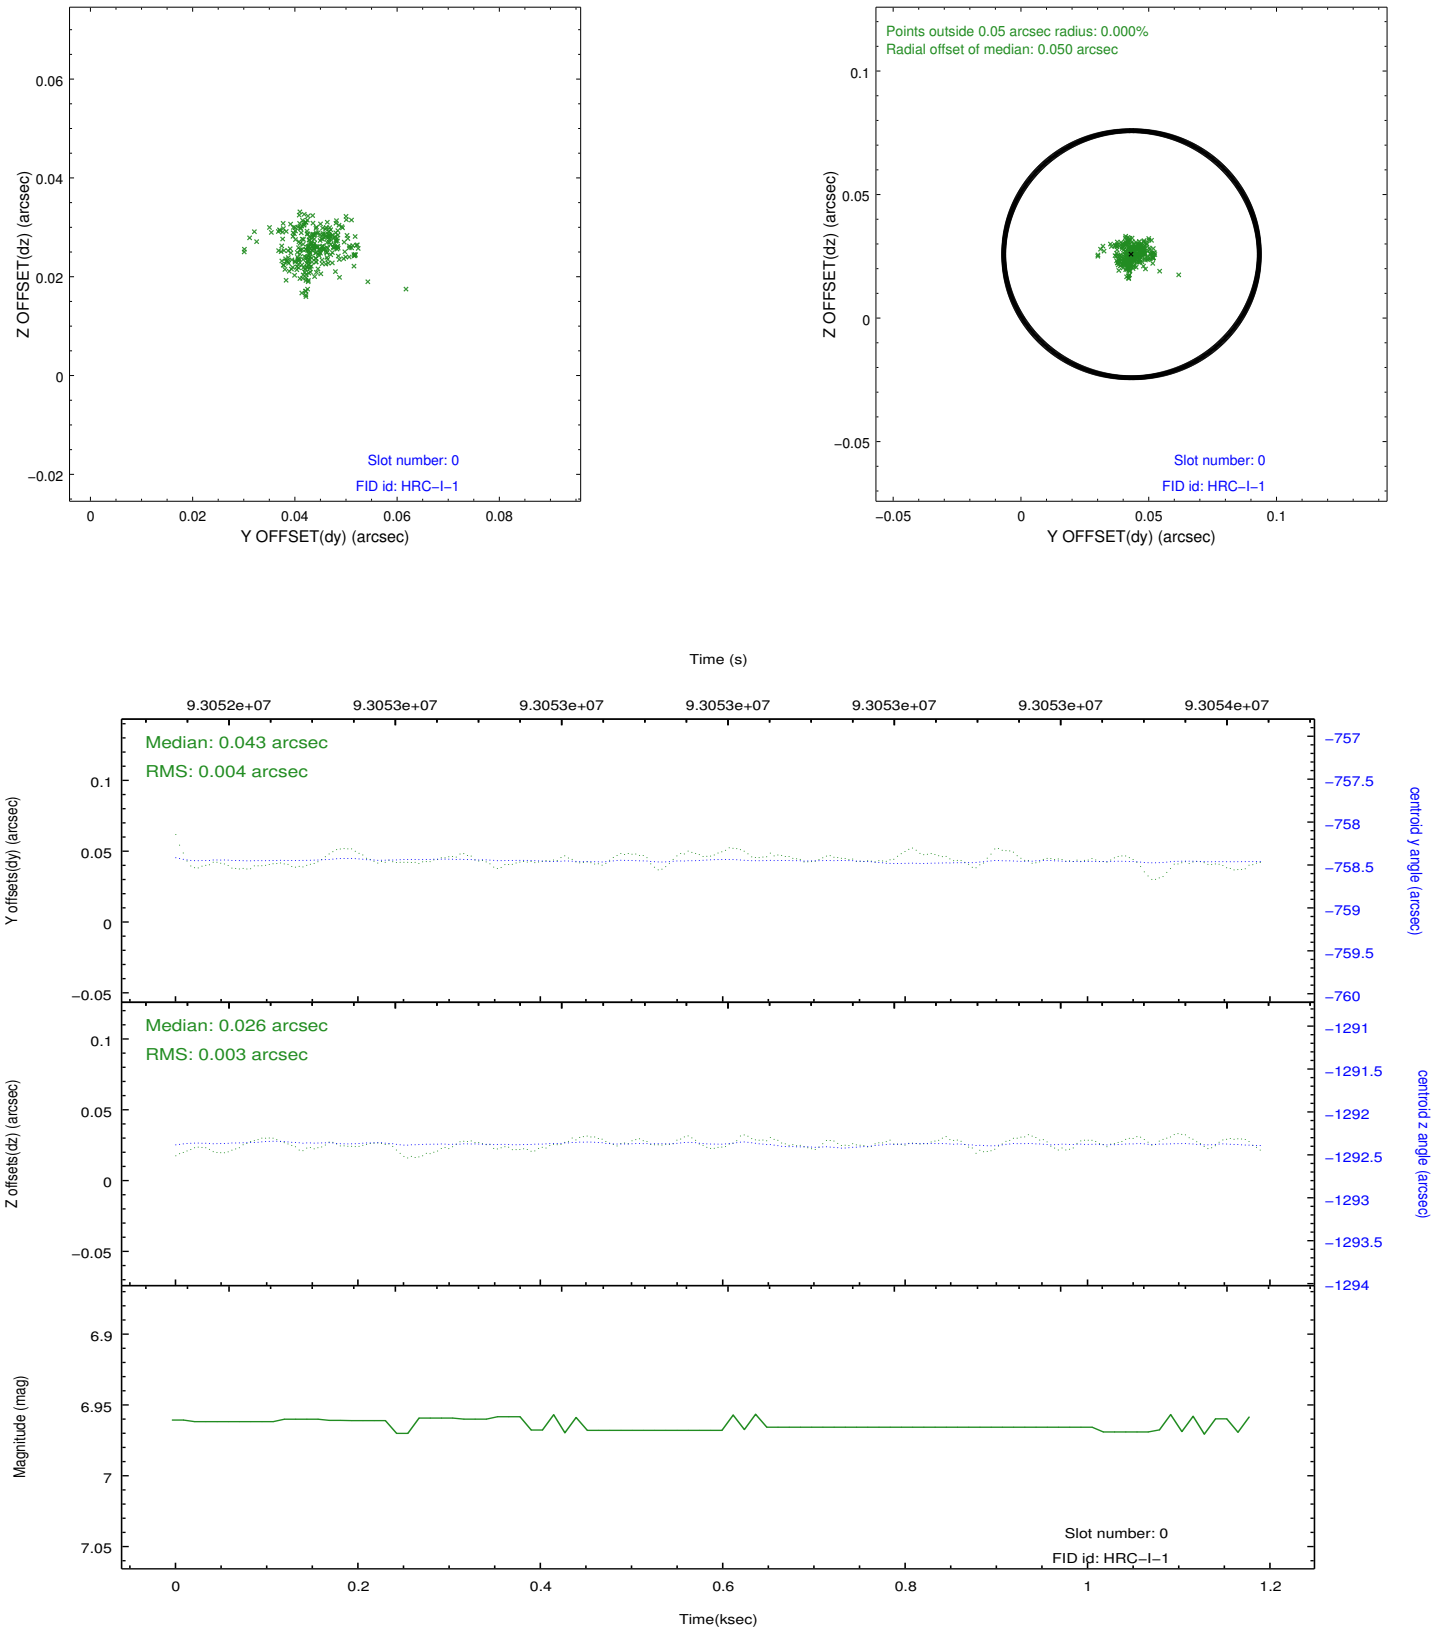 0.06
0.04
0.02
0
−0.02
Z OFFSET(dz) (arcsec)
Slot number: 0
FID id: HRC−I−1
0 0.02 0.04 0.06 0.08
Y OFFSET(dy) (arcsec)
Points outside 0.05 arcsec radius: 0.000%
Radial offset of median: 0.050 arcsec
0.1
0.05
0
−0.05
Z OFFSET(dz) (arcsec)
Slot number: 0
FID id: HRC−I−1
−0.05 0 0.05 0.1
Y OFFSET(dy) (arcsec)
Time (s)
9.3052e+07 9.3053e+07 9.3053e+07 9.3053e+07 9.3053e+07 9.3053e+07 9.3054e+07
Median: 0.043 arcsec
RMS: 0.004 arcsec
0.1
0.05
0
−0.05
Y offsets(dy) (arcsec)
−757
−757.5
−758
−758.5
−759
−759.5
−760
centroid y angle (arcsec)
Median: 0.026 arcsec
RMS: 0.003 arcsec
0.1
0.05
0
−0.05
Z offsets(dz) (arcsec)
−1291
−1291.5
−1292
−1292.5
−1293
−1293.5
−1294
centroid z angle (arcsec)
6.9
6.95
7
7.05
Magnitude (mag)
Slot number: 0
FID id: HRC−I−1
0 0.2 0.4 0.6 0.8 1 1.2
Time(ksec)